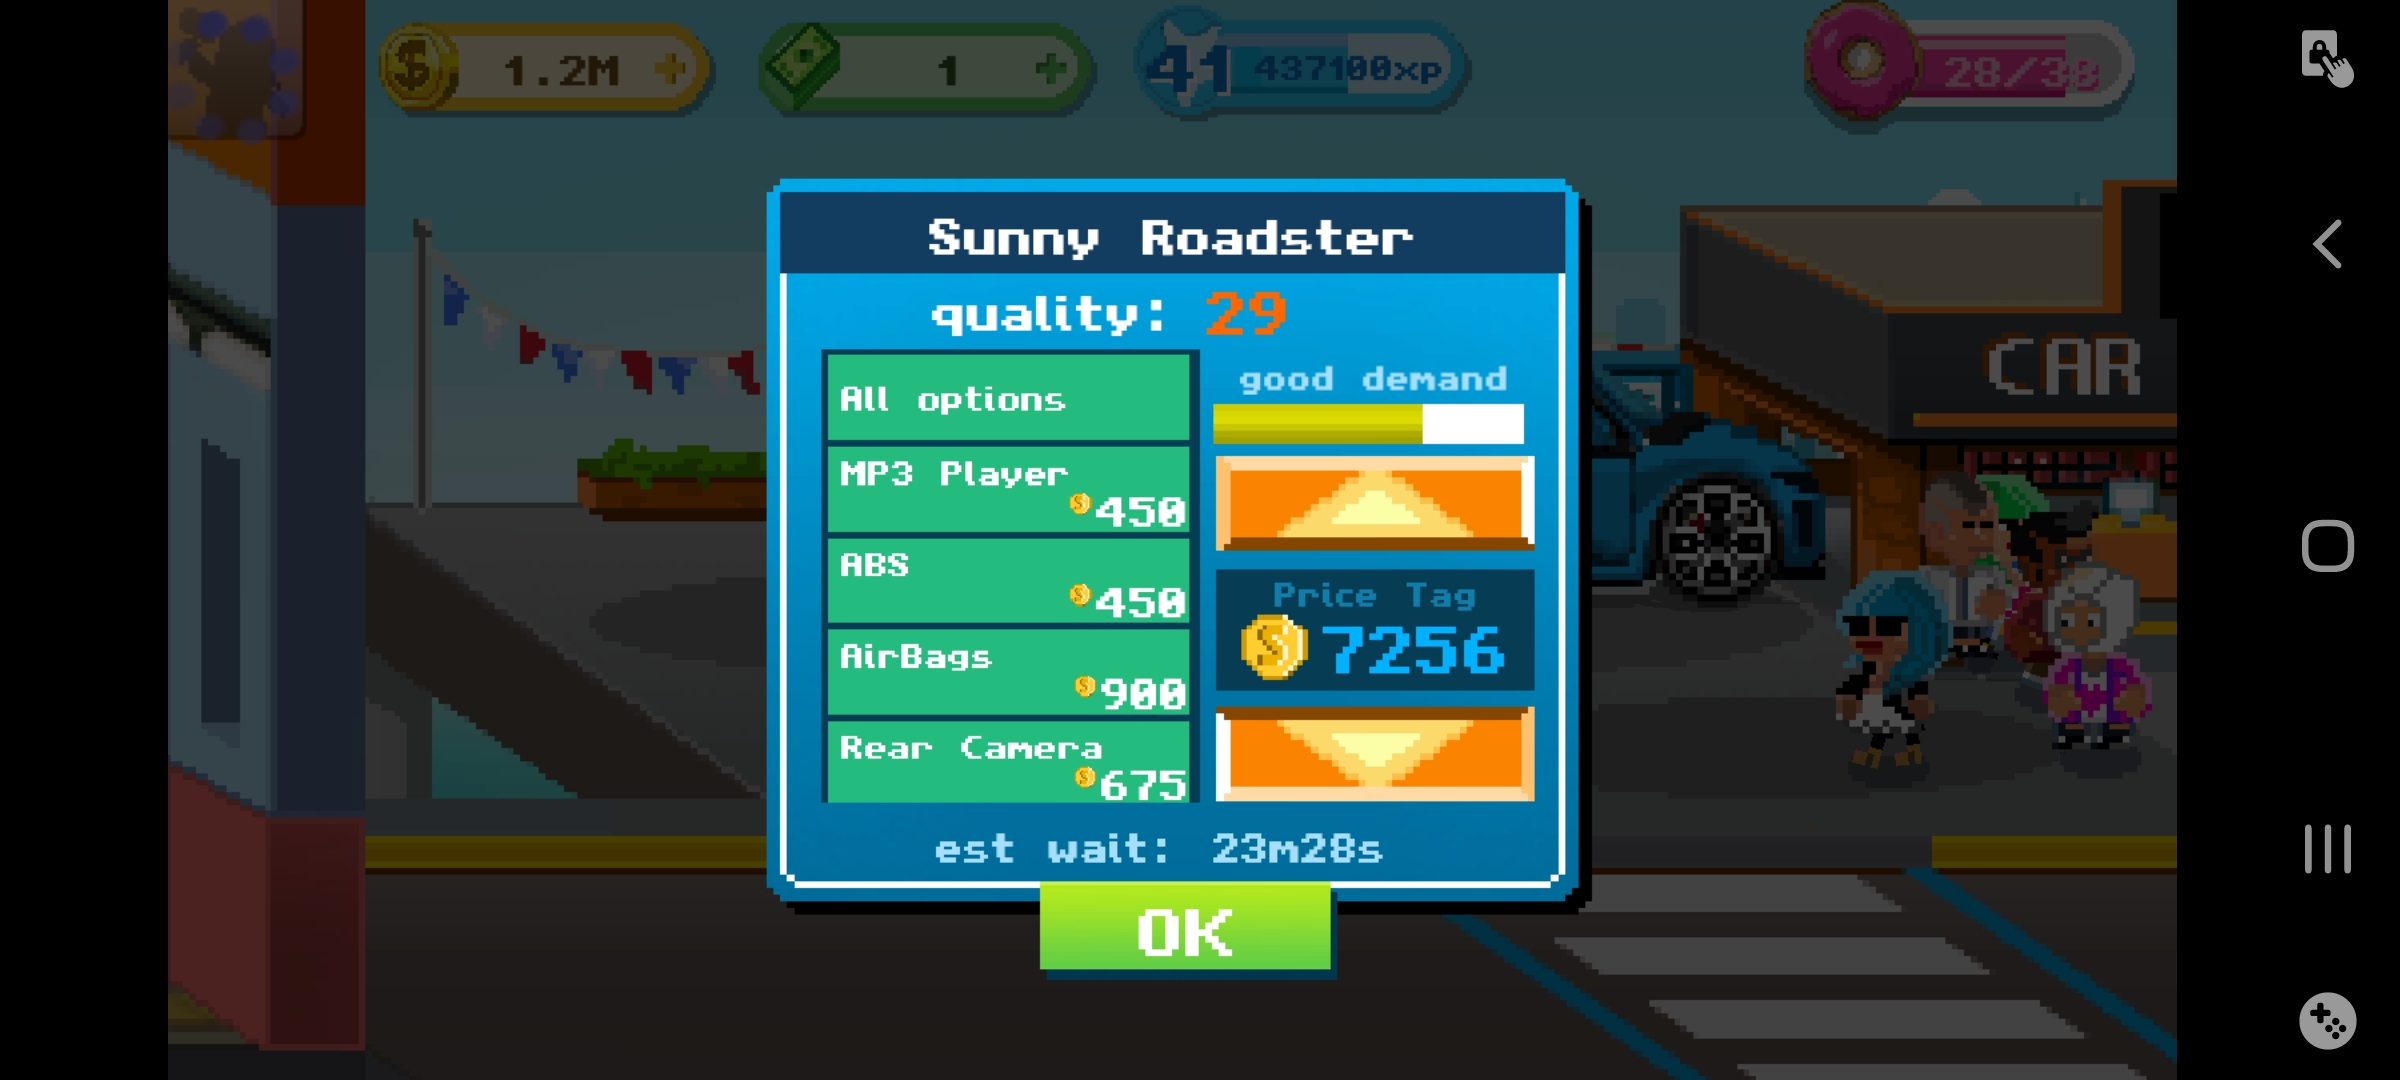 1.2M
1
41 437100xp
28/38
Sunny Roadster
quality: 29
All options
good demand
MP3 Player
450
ABS
450
Price Tag
7256
AirBags
900
Rear Camera
675
est wait: 23m28s
OK
CAR